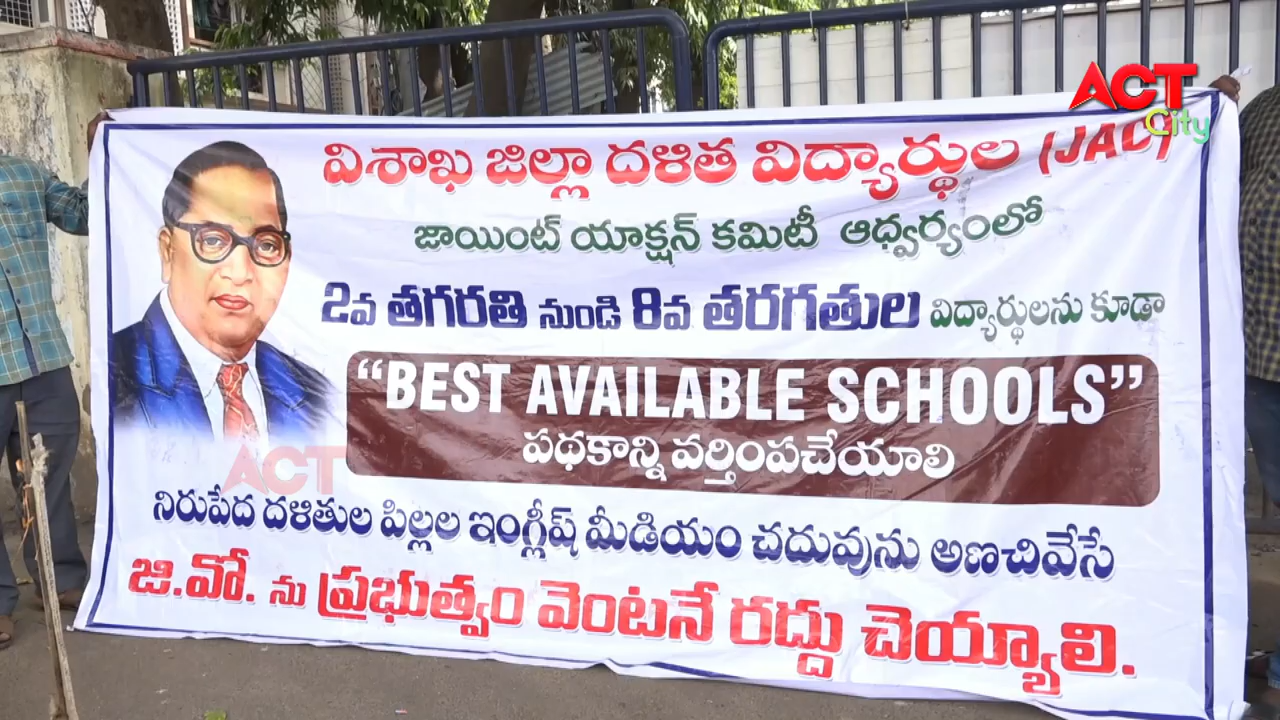 ACT
City
విశాఖ జిల్లా దళిత విద్యార్థుల (JAC)
జాయింట్ యాక్షన్ కమిటీ ఆధ్వర్యంలో
2వ తగరతి నుండి 8వ తరగతుల విద్యార్థులను కూడా
“BEST AVAILABLE SCHOOLS”
పథకాన్ని వర్తింపచేయాలి
ACT
నిరుపేద దళితుల పిల్లల ఇంగ్లీష్ మీడియం చదువును అణచివేసే
జి.వో. ను ప్రభుత్వం వెంటనే రద్దు చెయ్యాలి.